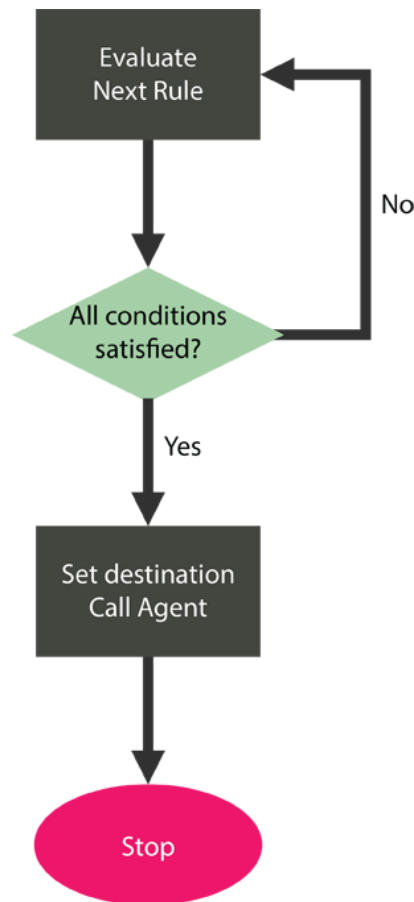 Evaluate
Next Rule
No
All conditions
satisfied?
Yes
Set destination
Call Agent
Stop